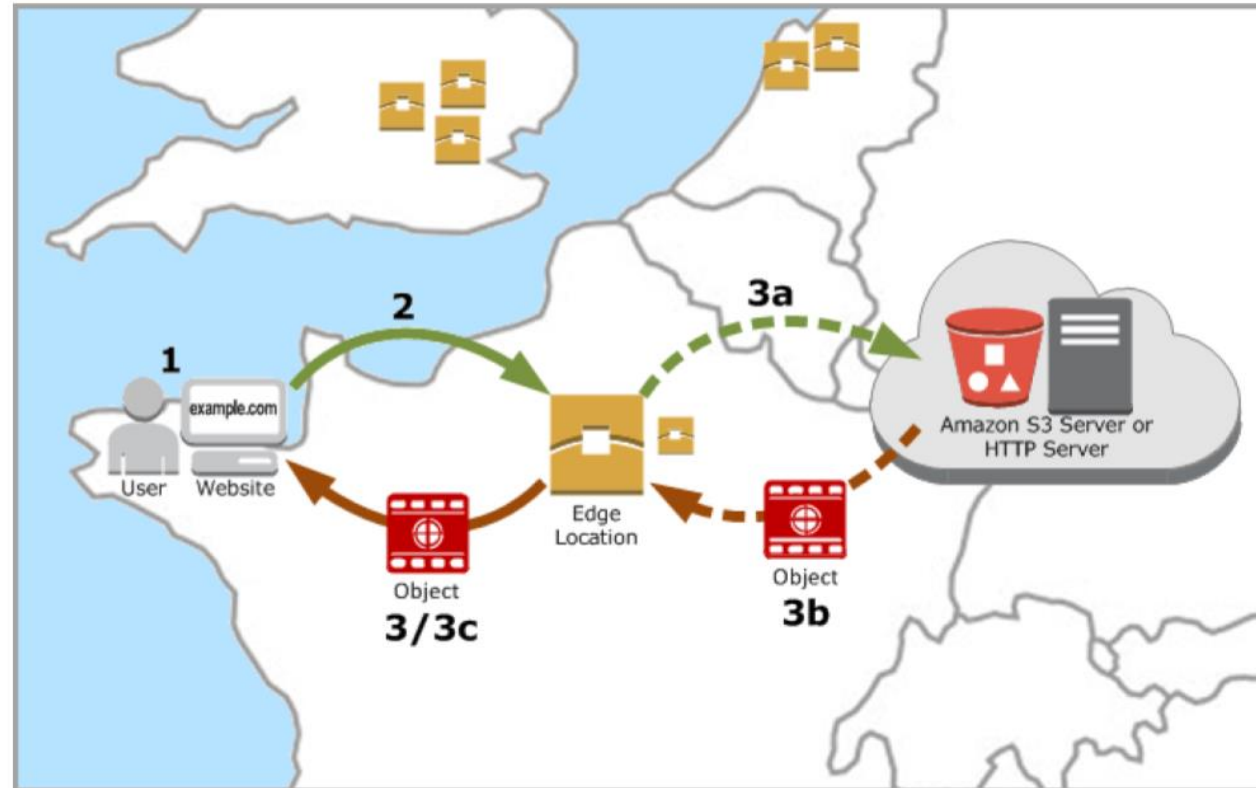 2
3a
1
example.com
User
Website
Edge
Location
Amazon S3 Server or
HTTP Server
Object
3/3c
Object
3b